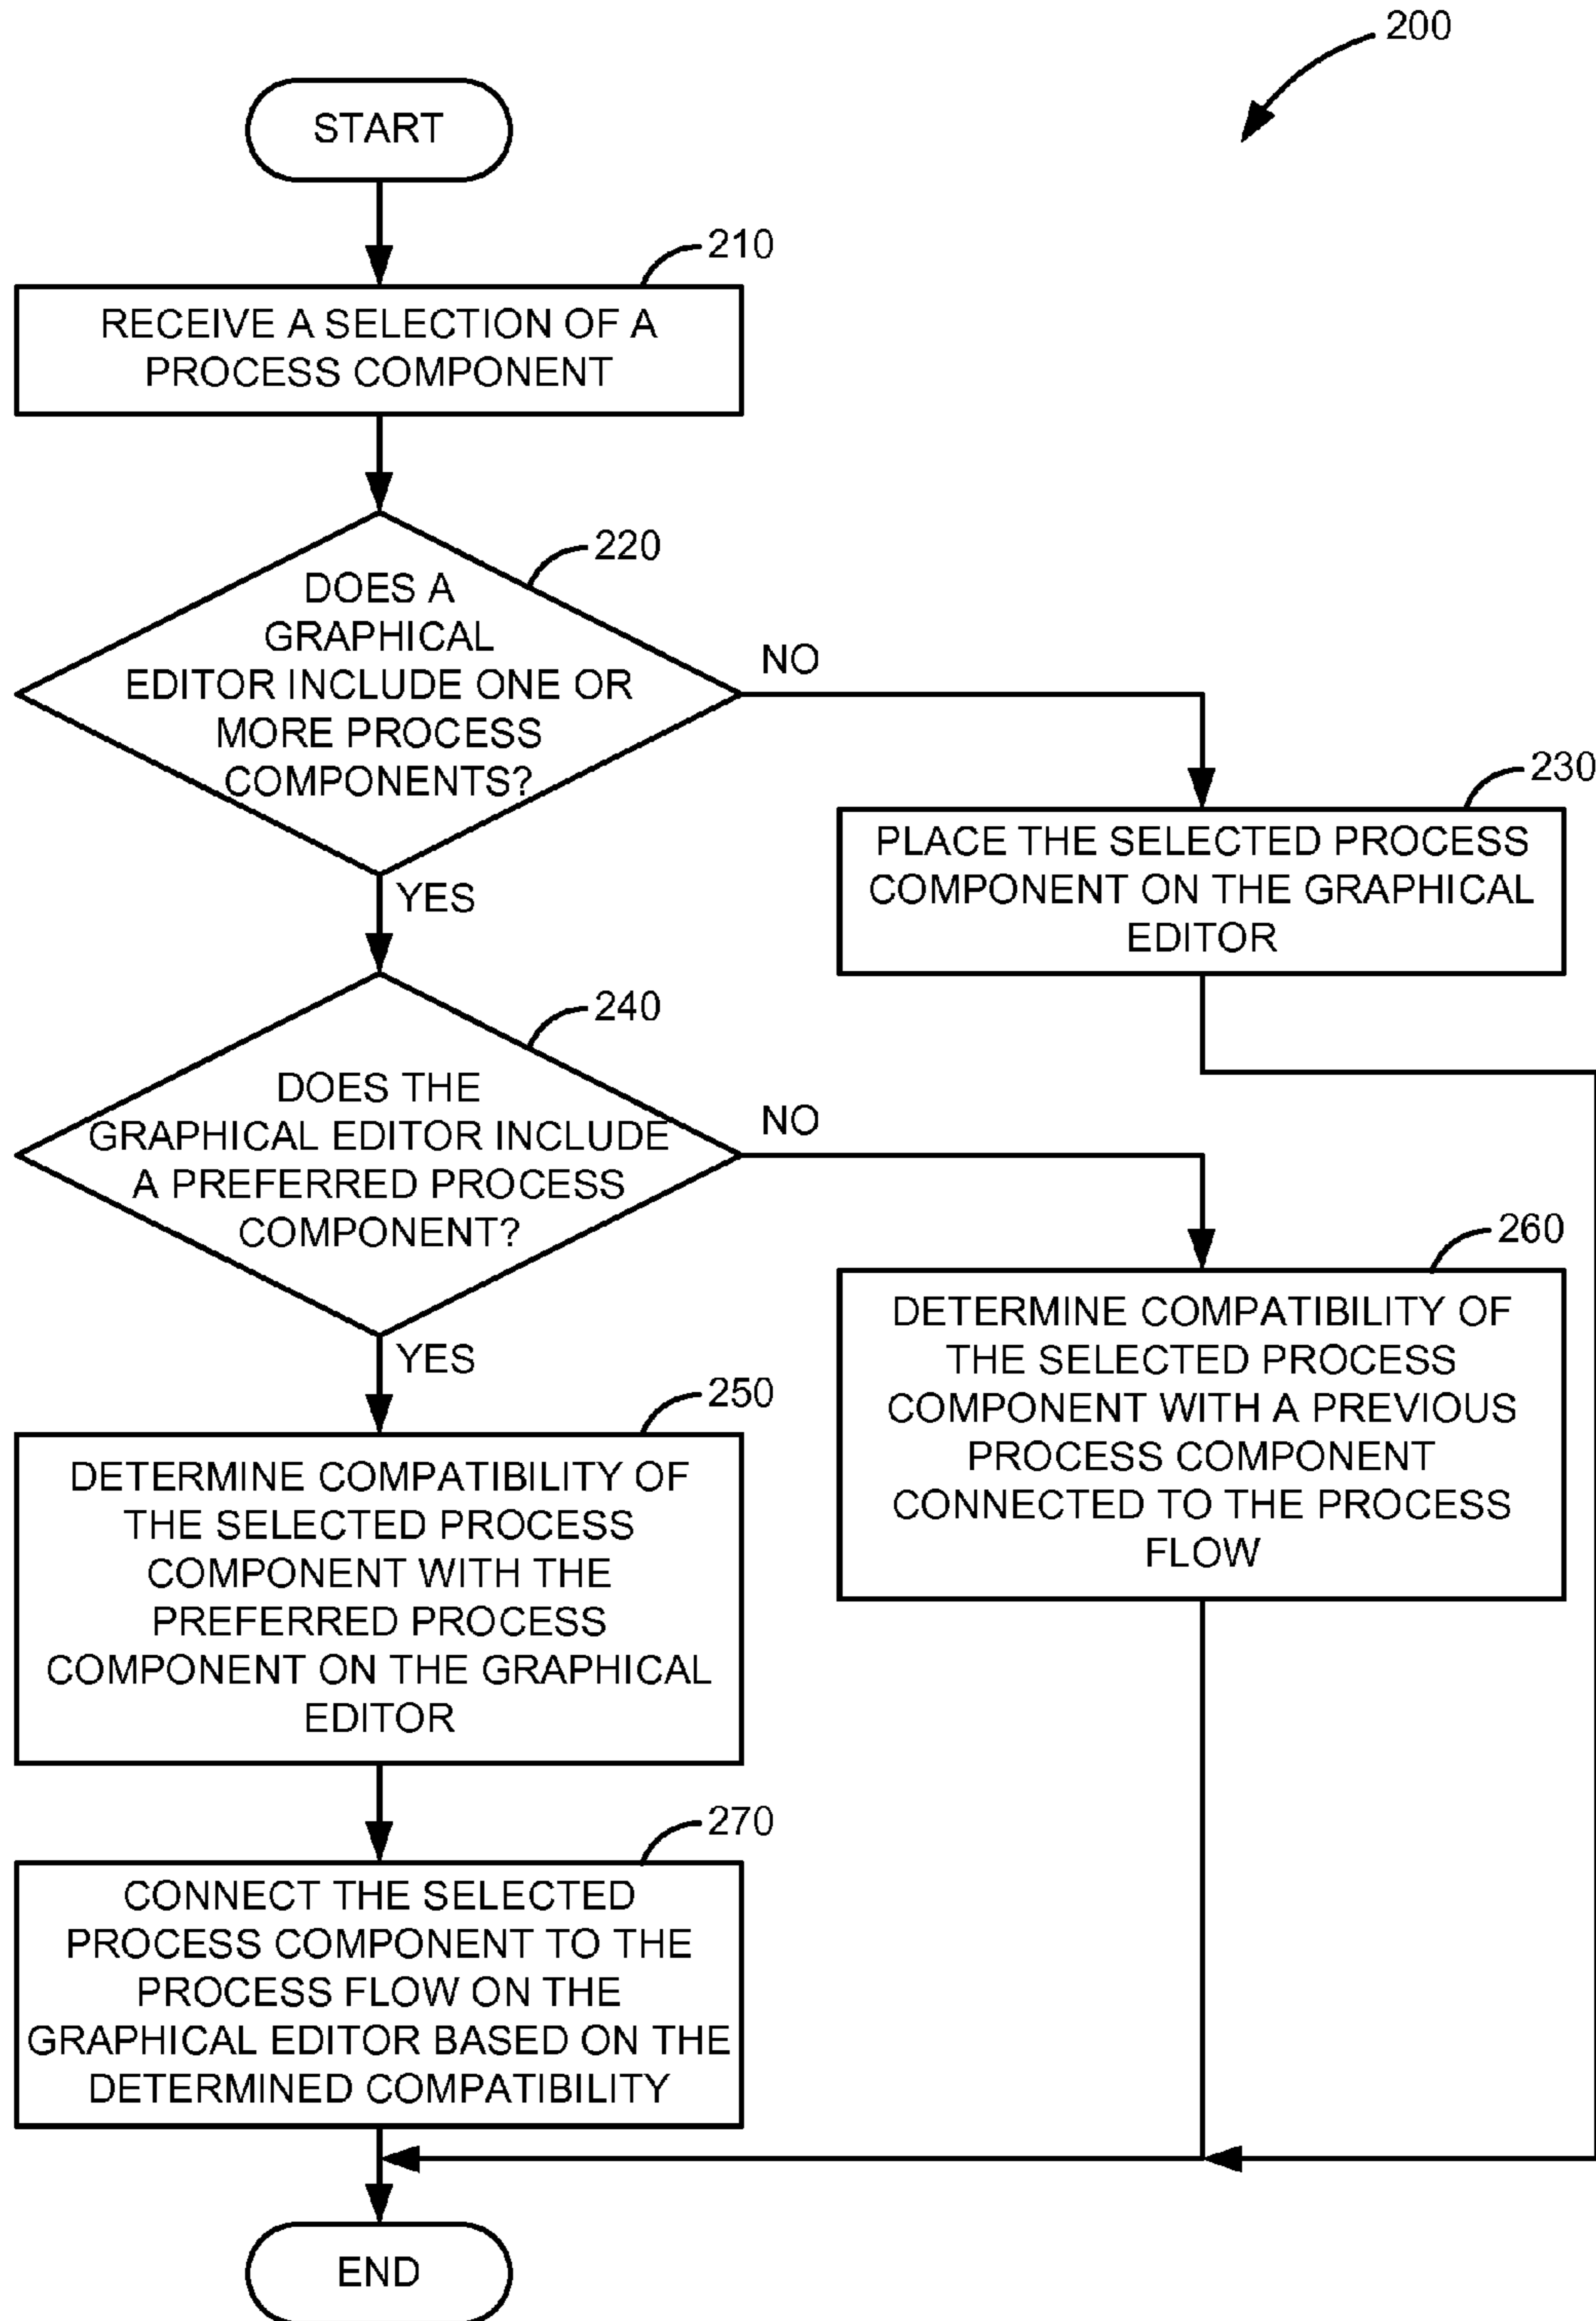 200
START
210
RECEIVE A SELECTION OF A
PROCESS COMPONENT
220
DOES A
GRAPHICAL
EDITOR INCLUDE ONE OR
MORE PROCESS
COMPONENTS?
NO
YES
230
PLACE THE SELECTED PROCESS
COMPONENT ON THE GRAPHICAL
EDITOR
240
DOES THE
GRAPHICAL EDITOR INCLUDE
A PREFERRED PROCESS
COMPONENT?
NO
YES
260
DETERMINE COMPATIBILITY OF
THE SELECTED PROCESS
COMPONENT WITH A PREVIOUS
PROCESS COMPONENT
CONNECTED TO THE PROCESS
FLOW
250
DETERMINE COMPATIBILITY OF
THE SELECTED PROCESS
COMPONENT WITH THE
PREFERRED PROCESS
COMPONENT ON THE GRAPHICAL
EDITOR
270
CONNECT THE SELECTED
PROCESS COMPONENT TO THE
PROCESS FLOW ON THE
GRAPHICAL EDITOR BASED ON THE
DETERMINED COMPATIBILITY
END